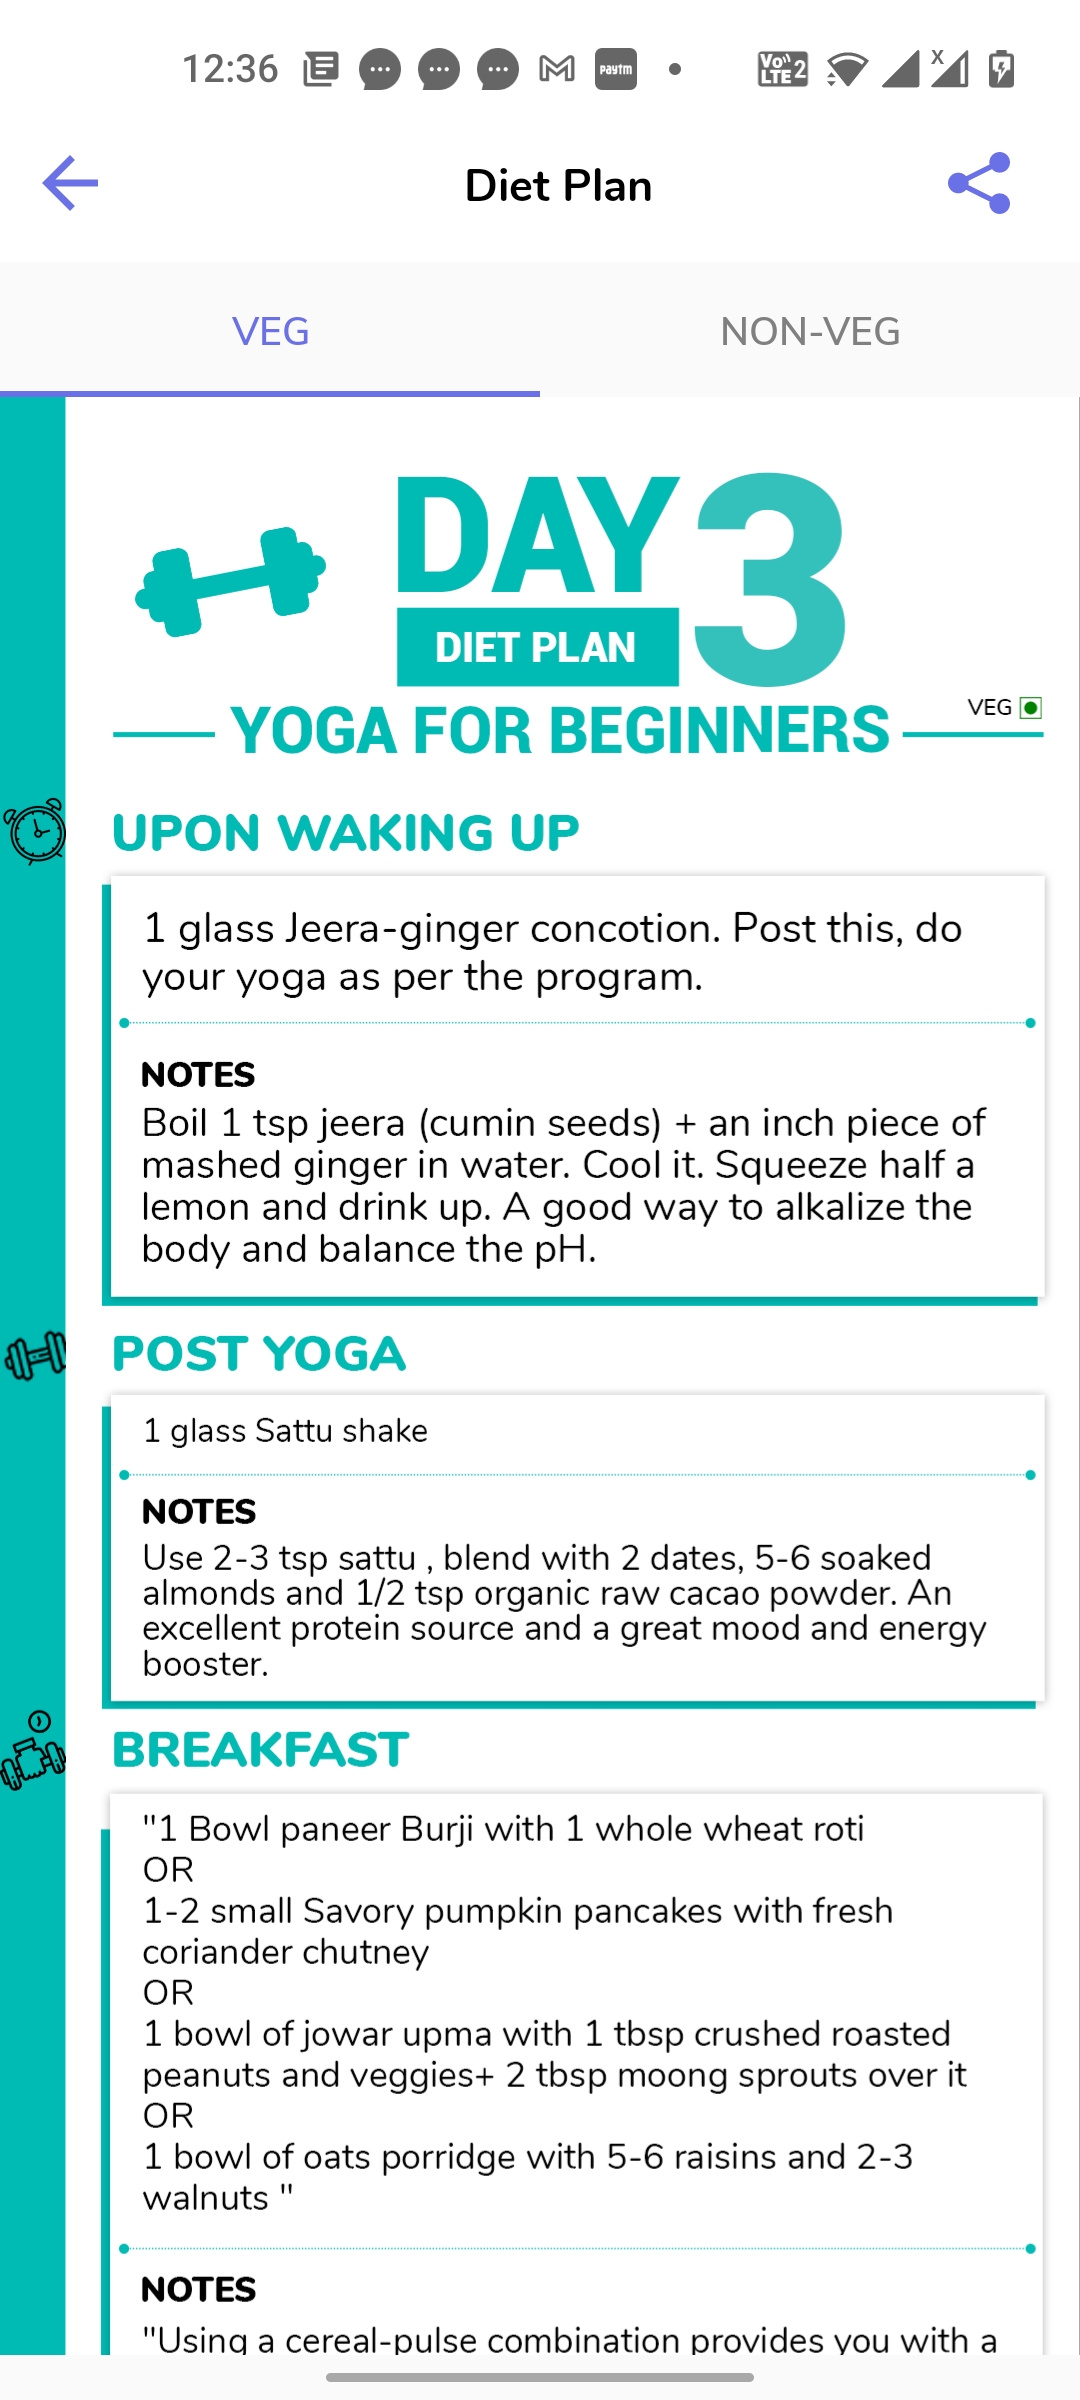 12:36
Paytm
Vo)) LTE 2
X
Diet Plan
VEG
NON-VEG
DAY 3
DIET PLAN
VEG
YOGA FOR BEGINNERS
UPON WAKING UP
1 glass Jeera-ginger concotion. Post this, do
your yoga as per the program.
NOTES
Boil 1 tsp jeera (cumin seeds) + an inch piece of
mashed ginger in water. Cool it. Squeeze half a
lemon and drink up. A good way to alkalize the
body and balance the pH.
POST YOGA
1 glass Sattu shake
NOTES
Use 2-3 tsp sattu , blend with 2 dates, 5-6 soaked
almonds and 1/2 tsp organic raw cacao powder. An
excellent protein source and a great mood and energy
booster.
BREAKFAST
"1 Bowl paneer Burji with 1 whole wheat roti
OR
1-2 small Savory pumpkin pancakes with fresh
coriander chutney
OR
1 bowl of jowar upma with 1 tbsp crushed roasted
peanuts and veggies+ 2 tbsp moong sprouts over it
OR
1 bowl of oats porridge with 5-6 raisins and 2-3
walnuts "
NOTES
"Using a cereal-pulse combination provides you with a